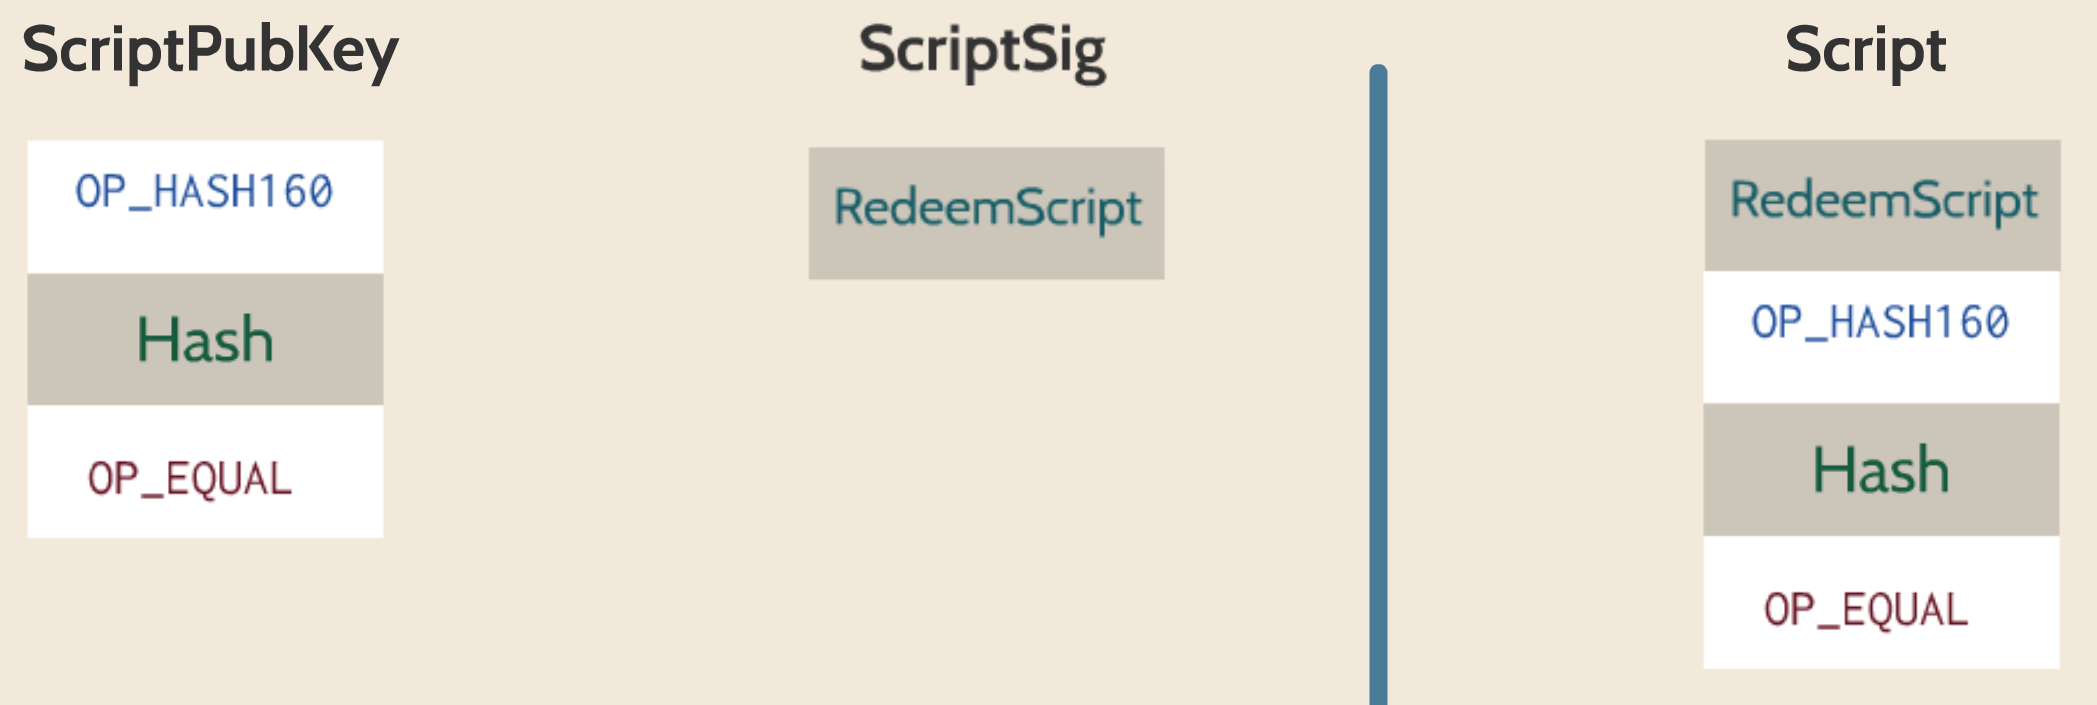 ScriptPubKey
OP_HASH160
Hash
OP_EQUAL
ScriptSig
RedeemScript
Script
RedeemScript
OP_HASH160
Hash
OP_EQUAL